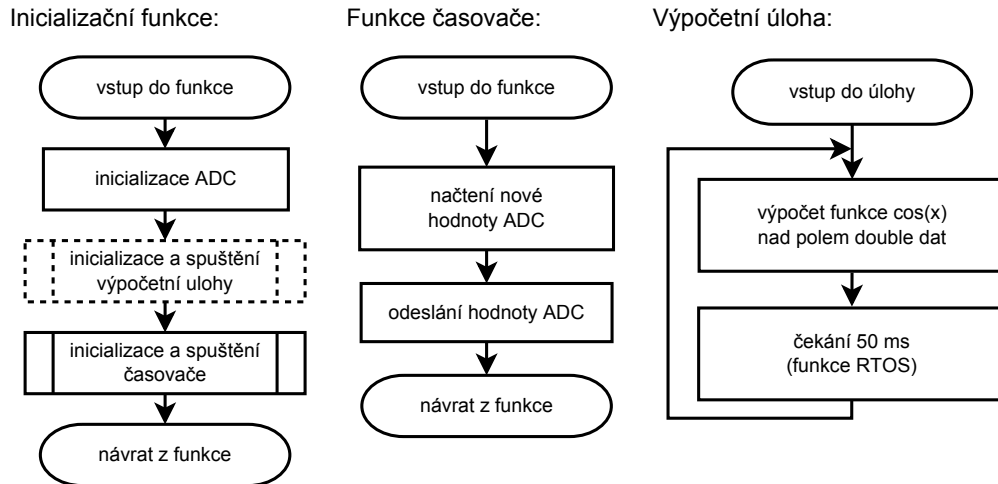 Inicializační funkce:
vstup do funkce
inicializace ADC
inicializace a spuštění
výpočetní ulohy
inicializace a spuštění
časovače
návrat z funkce
Funkce časovače:
vstup do funkce
načtení nové
hodnoty ADC
odeslání hodnoty ADC
návrat z funkce
Výpočetní úloha:
vstup do úlohy
výpočet funkce cos(x)
nad polem double dat
čekání 50 ms
(funkce RTOS)